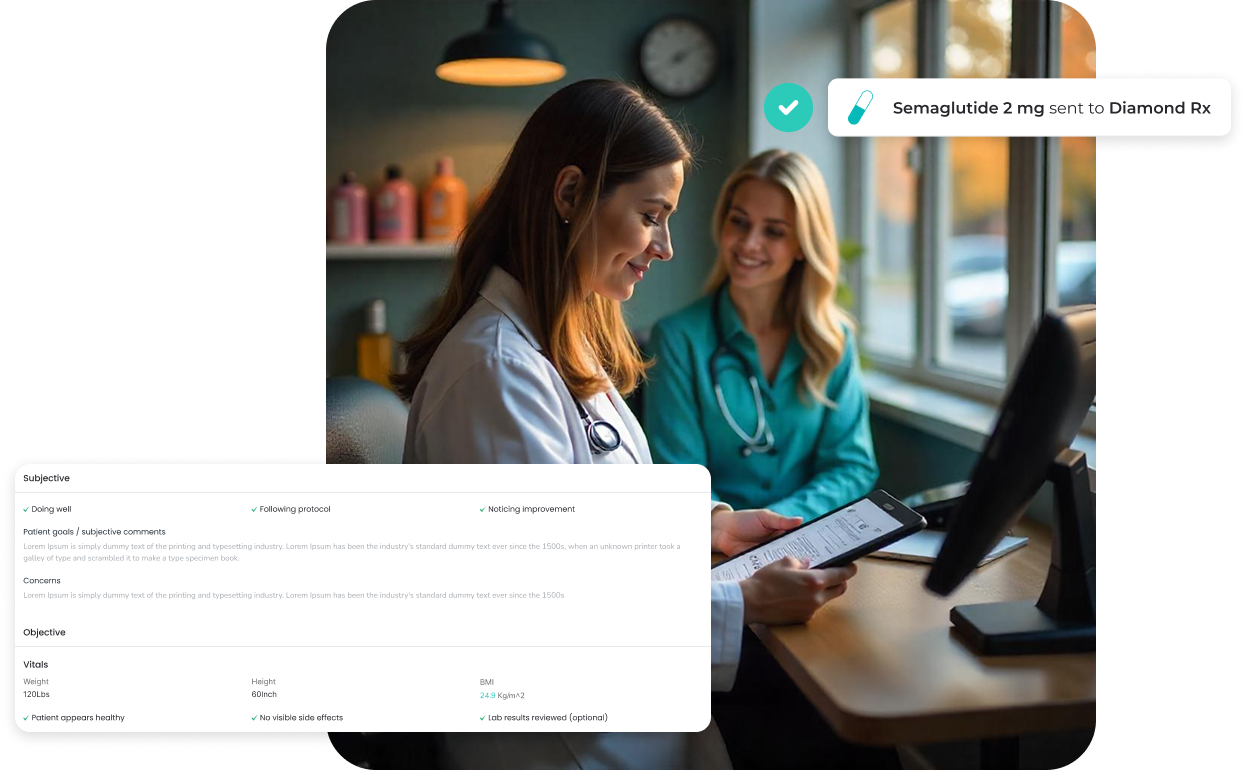 Semaglutide 2 mg sent to Diamond Rx
Subjective
Doing well
Following protocol
Noticing improvement
Patient goals / subjective comments
Lorem Ipsum is simply dummy text of the printing and typesetting industry. Lorem Ipsum has been the industry's standard dummy text ever since the 1500s, when an unknown printer took a
galley of type and scrambled it to make a type specimen book.
Concerns
Lorem Ipsum is simply dummy text of the printing and typesetting industry. Lorem Ipsum has been the industry's standard dummy text ever since the 1500s
Objective
Vitals
Weight
Height
BMI
120Lbs
60Inch
24.9 Kg/m^2
Patient appears healthy
No visible side effects
Lab results reviewed (optional)